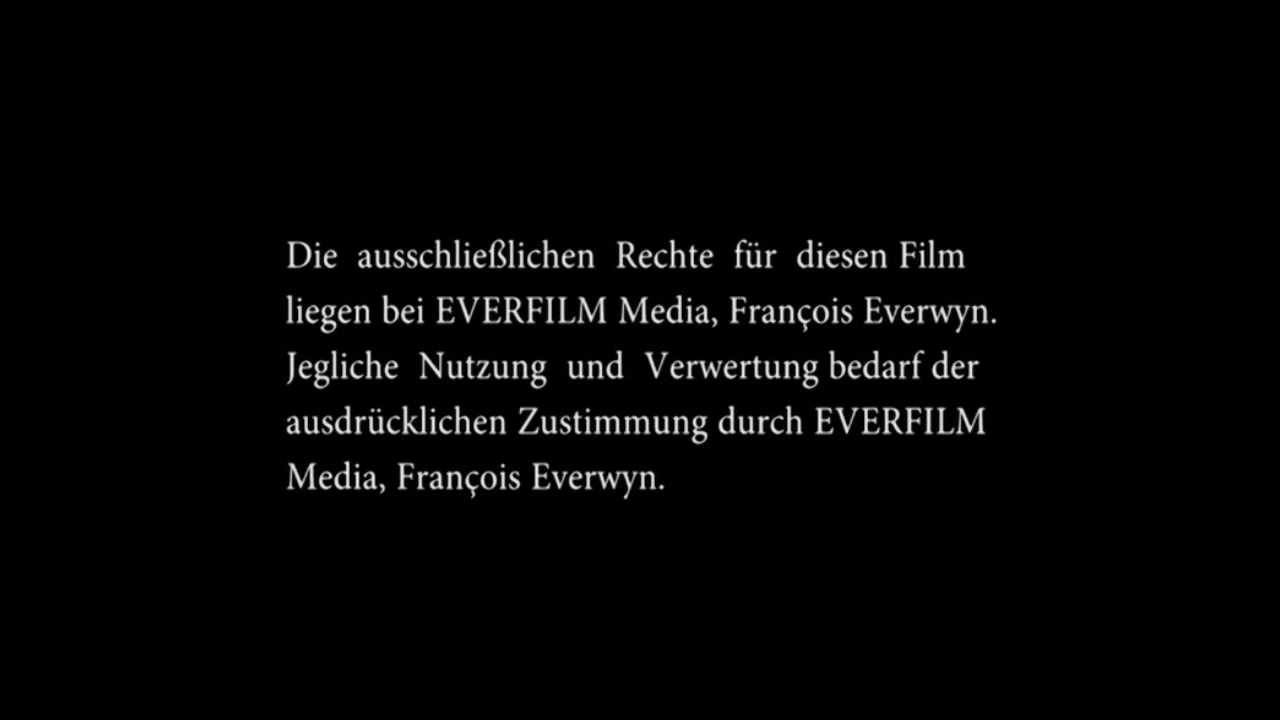 Die ausschließlichen Rechte für diesen Film
liegen bei EVERFILM Media, François Everwyn.
Jegliche Nutzung und Verwertung bedarf der
ausdrücklichen Zustimmung durch EVERFILM
Media, François Everwyn.